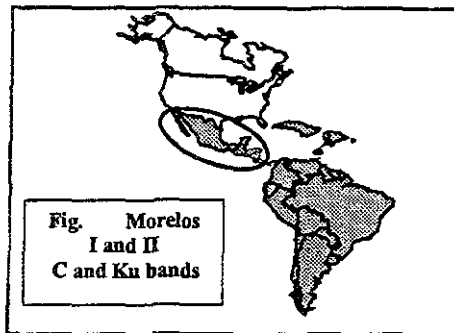 Fig. Morelos
I and II
C and Ku bands